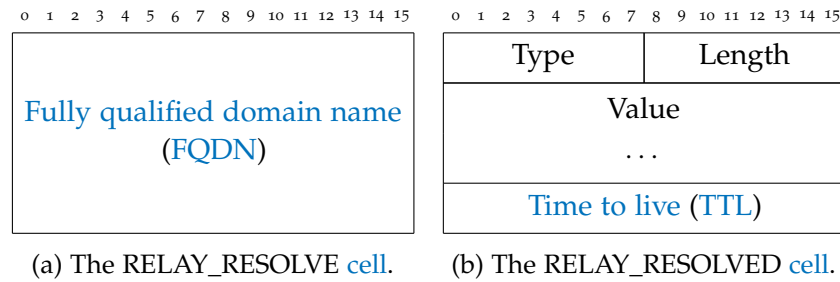 0 1 2 3 4 5 6 7 8 9 10 11 12 13 14 15
Fully qualified domain name
(FQDN)
(a) The RELAY_RESOLVE cell.
0 1 2 3 4 5 6 7 8 9 10 11 12 13 14 15
Type Length
Value
...
Time to live (TTL)
(b) The RELAY_RESOLVED cell.